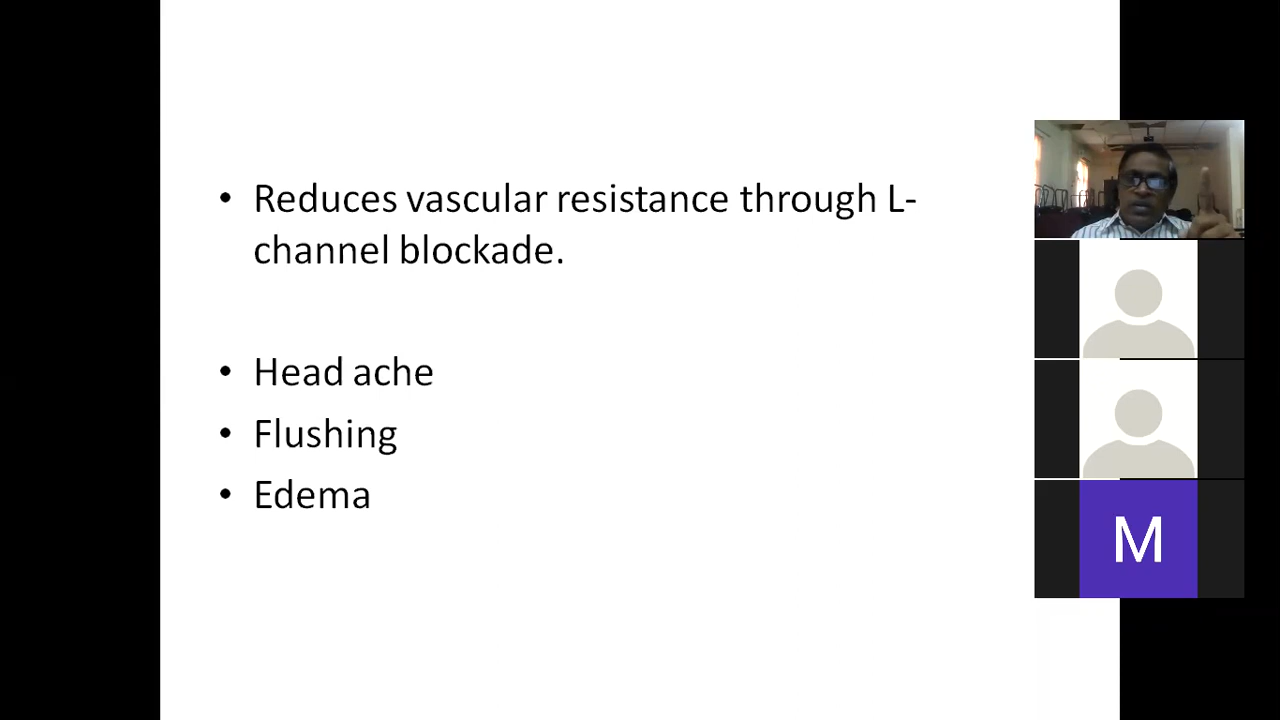 • Reduces vascular resistance through L-
channel blockade.
• Head ache
• Flushing
• Edema
M